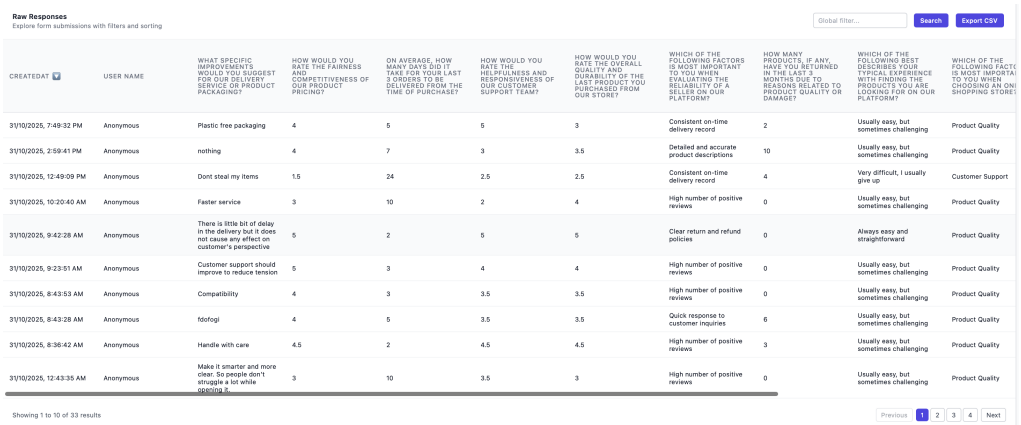 Raw Responses
Explore form submissions with filters and sorting
Global filter...
Search
Export CSV
CREATEDAT
USER NAME
WHAT SPECIFIC
IMPROVEMENTS
WOULD YOU SUGGEST
FOR OUR DELIVERY
SERVICE OR PRODUCT
PACKAGING?
HOW WOULD YOU
RATE THE FAIRNESS
AND
COMPETITIVENESS OF
OUR PRODUCT
PRICING?
ON AVERAGE, HOW
MANY DAYS DID IT
TAKE FOR YOUR LAST
3 ORDERS TO BE
DELIVERED FROM THE
TIME OF PURCHASE?
HOW WOULD YOU
RATE THE
HELPFULNESS AND
RESPONSIVENESS OF
OUR CUSTOMER
SUPPORT TEAM?
HOW WOULD YOU
RATE THE OVERALL
QUALITY AND
DURABILITY OF THE
LAST PRODUCT YOU
PURCHASED FROM
OUR STORE?
WHICH OF THE
FOLLOWING FACTORS
IS MOST IMPORTANT
TO YOU WHEN
EVALUATING THE
RELIABILITY OF A
SELLER ON OUR
PLATFORM?
HOW MANY
PRODUCTS, IF ANY,
HAVE YOU RETURNED
IN THE LAST 3
MONTHS DUE TO
REASONS RELATED TO
PRODUCT QUALITY OR
DAMAGE?
WHICH OF THE
FOLLOWING BEST
DESCRIBES YOUR
TYPICAL EXPERIENCE
WITH FINDING THE
PRODUCTS YOU ARE
LOOKING FOR ON OUR
PLATFORM?
WHICH OF THE
FOLLOWING FACTO
IS MOST IMPORTA
TO YOU WHEN
CHOOSING AN ONI
SHOPPING STORE?
31/10/2025, 7:49:32 PM
Anonymous
Plastic free packaging
4
5
5
3
Consistent on-time
delivery record
2
Usually easy, but
sometimes challenging
Product Quality
31/10/2025, 2:59:41 PM
Anonymous
nothing
4
7
3
3.5
Detailed and accurate
product descriptions
10
Usually easy, but
sometimes challenging
Product Quality
31/10/2025, 12:49:09 PM
Anonymous
Dont steal my items
1.5
24
2.5
2.5
Consistent on-time
delivery record
4
Very difficult, I usually
give up
Customer Support
31/10/2025, 10:20:40 AM
Anonymous
Faster service
3
10
2
4
High number of positive
reviews
0
Usually easy, but
sometimes challenging
Product Quality
31/10/2025, 9:42:28 AM
Anonymous
There is little bit of delay
in the delivery but it does
not cause any effect on
customer's perspective
5
2
5
5
Clear return and refund
policies
0
Always easy and
straightforward
Product Quality
31/10/2025, 9:23:51 AM
Anonymous
Customer support should
improve to reduce tension
5
3
4
4
High number of positive
reviews
0
Usually easy, but
sometimes challenging
Product Quality
31/10/2025, 8:43:53 AM
Anonymous
Compatibility
4
3
3.5
3.5
High number of positive
reviews
0
Usually easy, but
sometimes challenging
Product Quality
31/10/2025, 8:43:28 AM
Anonymous
fdofogi
4
5
3.5
3.5
Quick response to
customer inquiries
6
Usually easy, but
sometimes challenging
Product Quality
31/10/2025, 8:36:42 AM
Anonymous
Handle with care
4.5
2
4.5
4.5
High number of positive
reviews
3
Usually easy, but
sometimes challenging
Product Quality
31/10/2025, 12:43:35 AM
Anonymous
Make it smarter and more
clear. So people don't
struggle a lot while
opening it.
3
10
3.5
3
High number of positive
reviews
0
Usually easy, but
sometimes challenging
Product Quality
Showing 1 to 10 of 33 results
Previous
1
2
3
4
Next